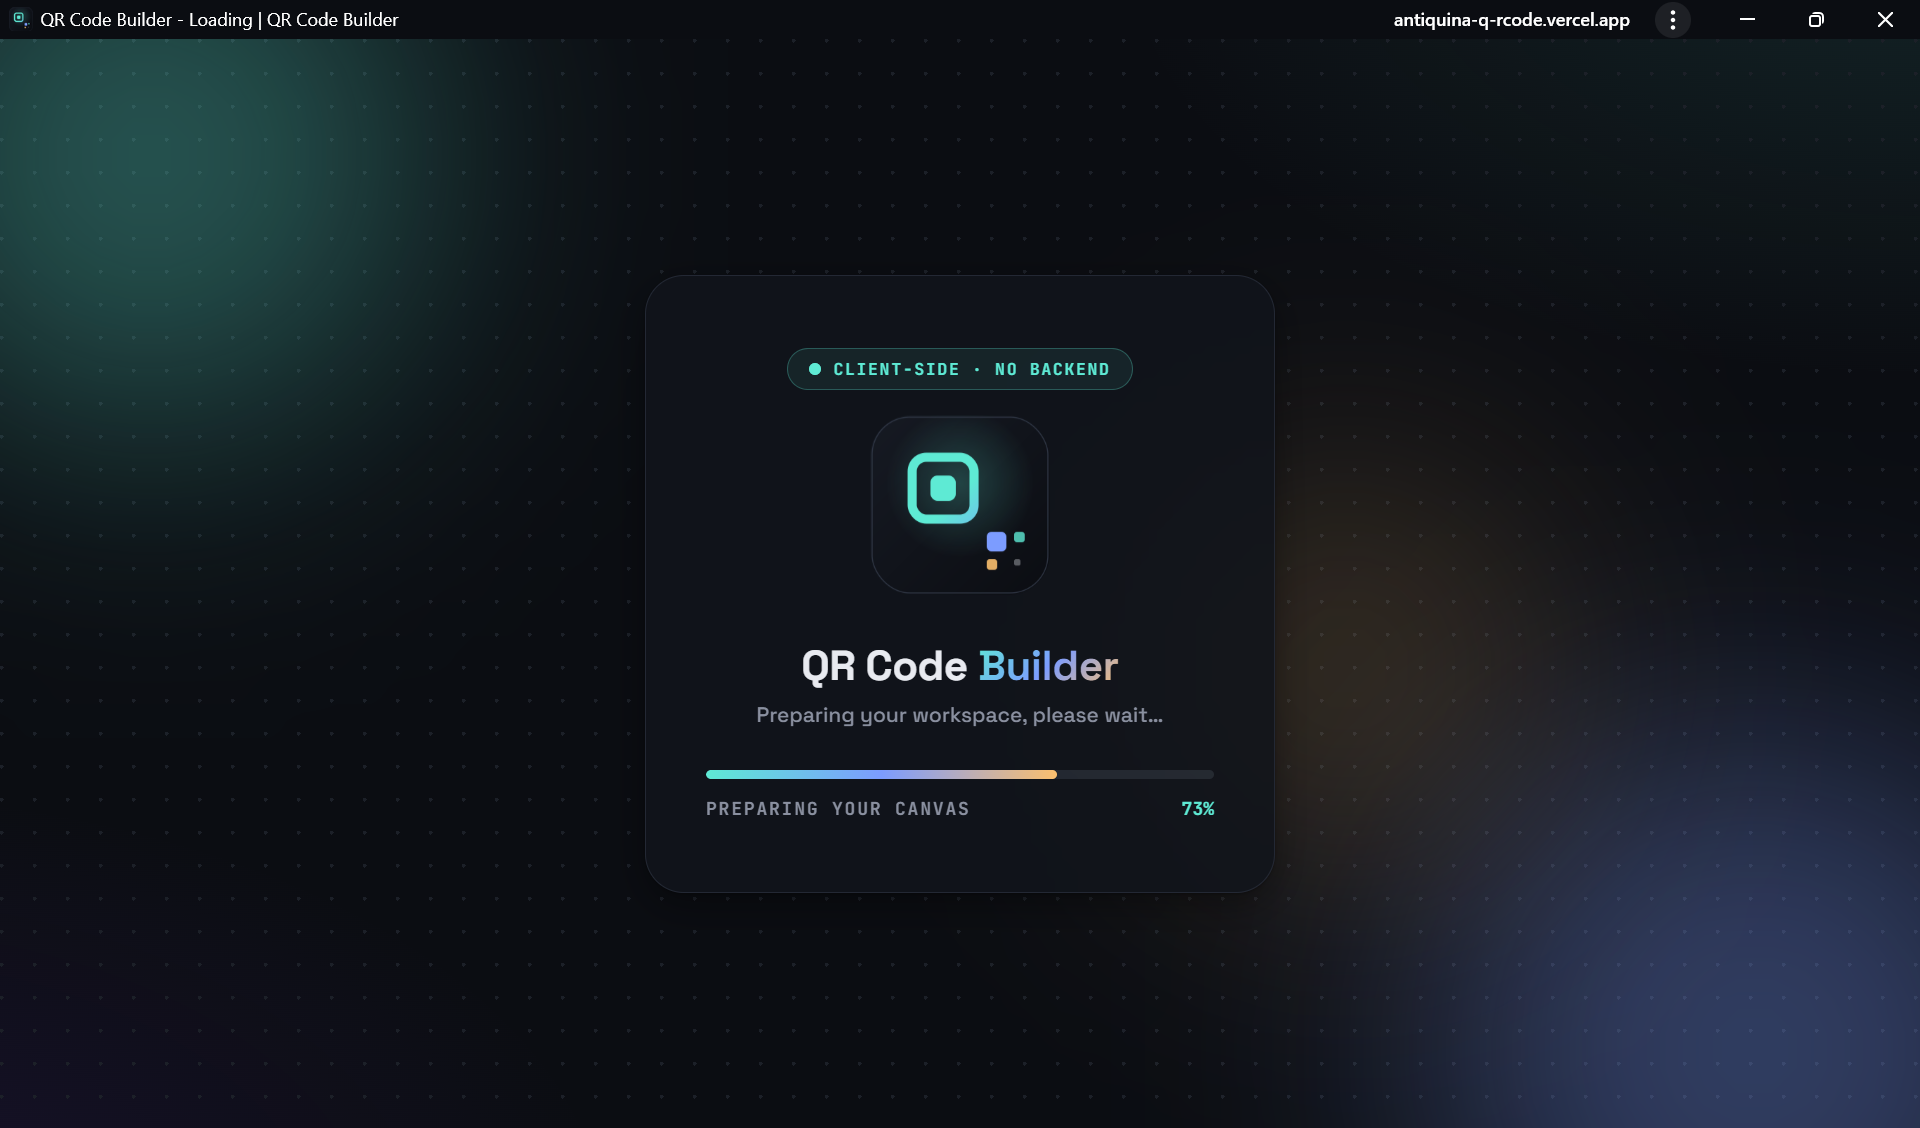 QR Code Builder - Loading | QR Code Builder
antiquina-q-rcode.vercel.app
CLIENT-SIDE · NO BACKEND
QR Code Builder
Preparing your workspace, please wait...
PREPARING YOUR CANVAS
73%